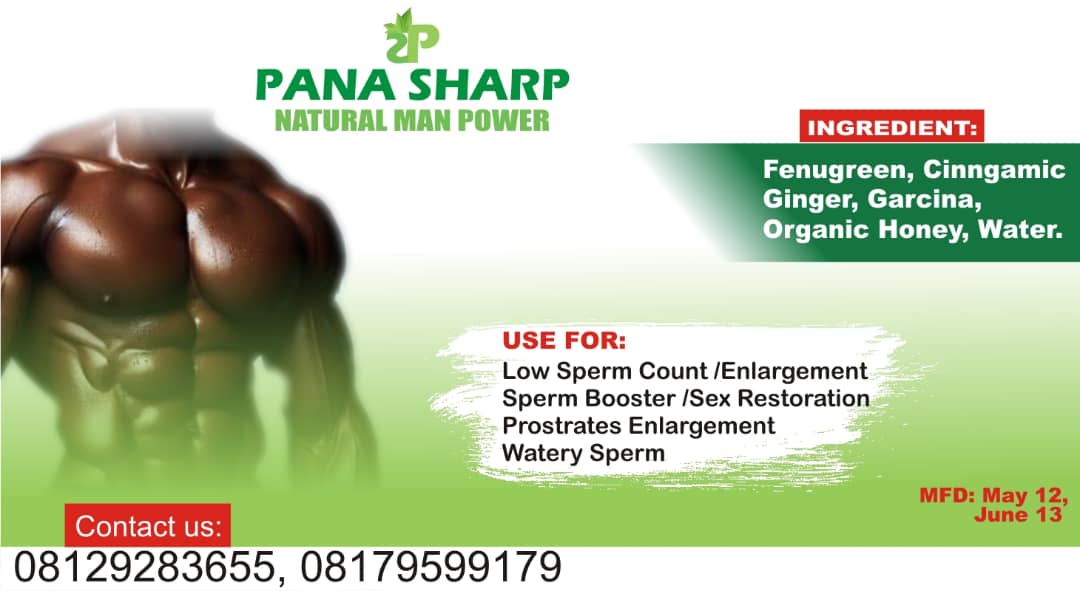 PANA SHARP
NATURAL MAN POWER
INGREDIENT:
Fenugreen, Cinngamic
Ginger, Garcina,
Organic Honey, Water.
USE FOR:
Low Sperm Count /Enlargement
Sperm Booster /Sex Restoration
Prostrates Enlargement
Watery Sperm
MFD: May 12,
June 13
Contact us:
08129283655, 08179599179